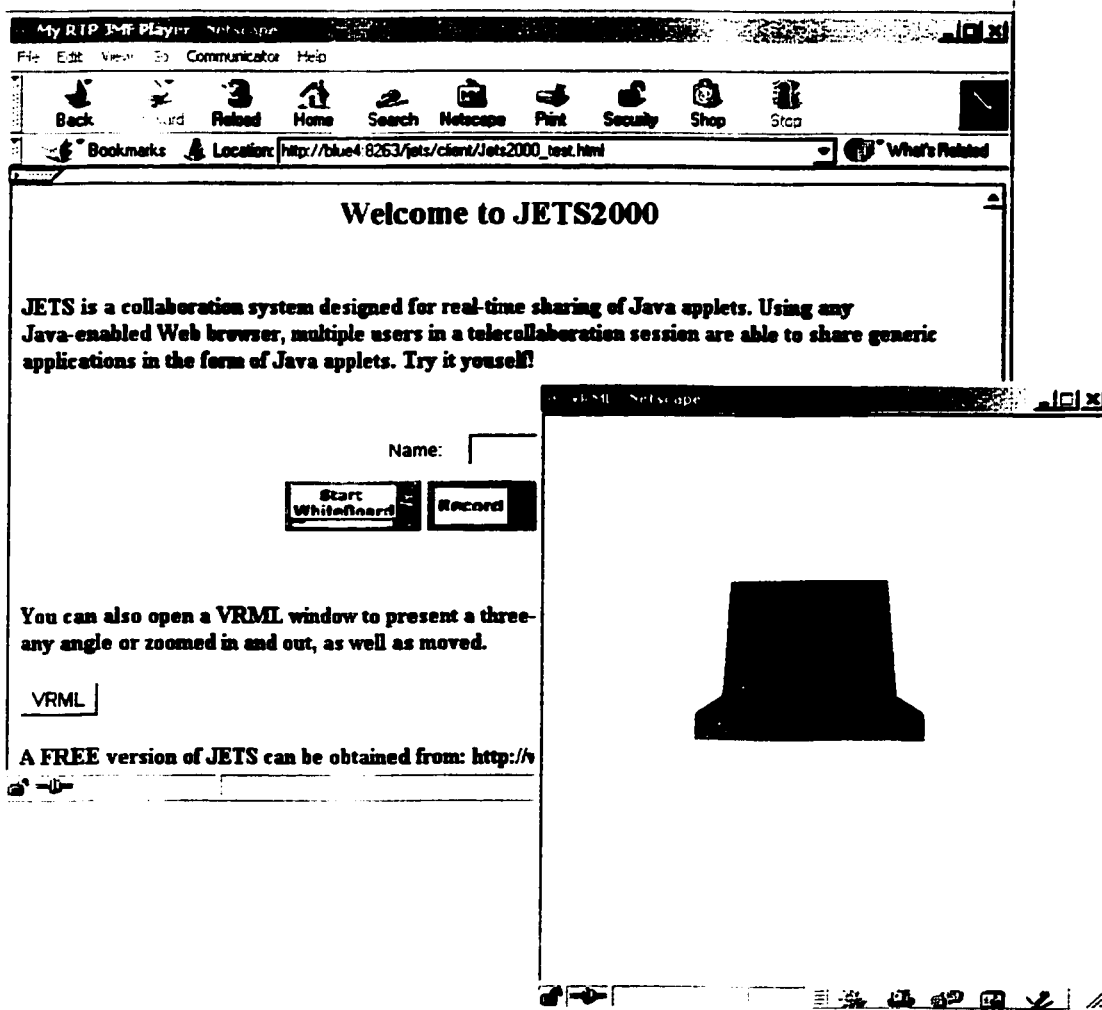 My RTP JMF Player Netscape
File Edit View Go Communicator Help
Back Reload Home Search Netscape Print Security Shop Stop
Bookmarks Location: http://blue4:8263/jets/client/Jets2000_test.html What's Related
Welcome to JETS2000
JETS is a collaboration system designed for real-time sharing of Java applets. Using any
Java-enabled Web browser, multiple users in a telecollaboration session are able to share generic
applications in the form of Java applets. Try it youself!
VRML Netscape
Name:
Start
WhiteBoard
Record
You can also open a VRML window to present a three-
any angle or zoomed in and out, as well as moved.
VRML
A FREE version of JETS can be obtained from: http://